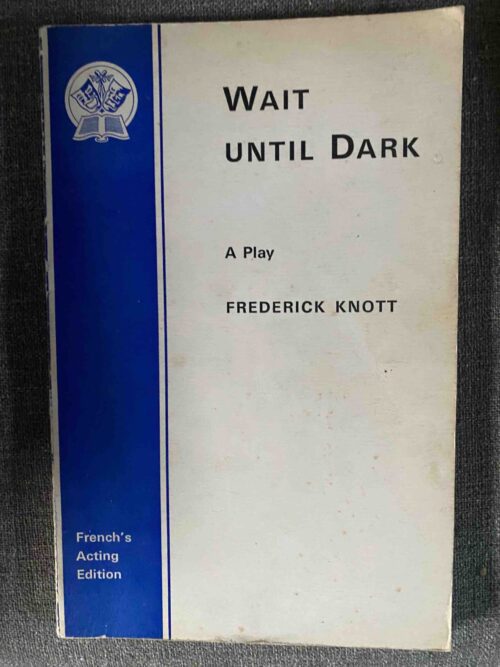 WAIT
UNTIL DARK
A Play
FREDERICK KNOTT
French's
Acting
Edition